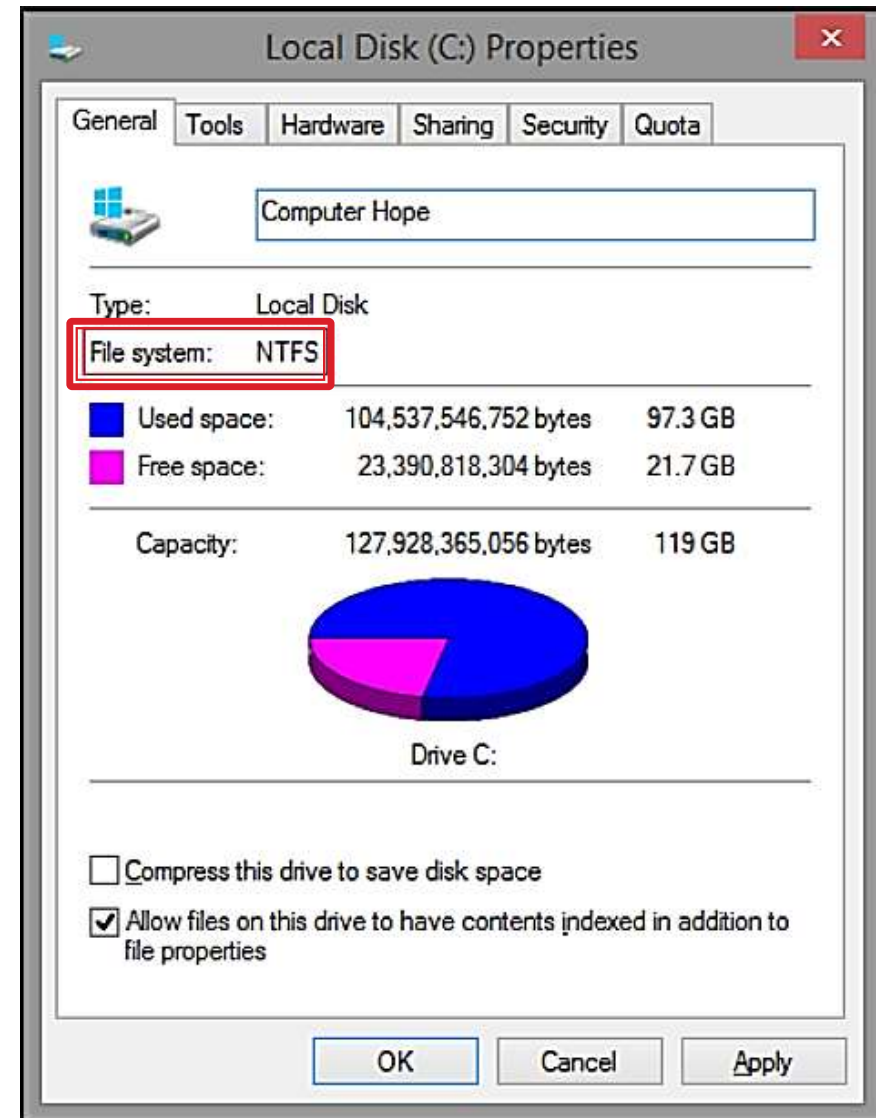 Local Disk (C:) Properties
General Tools Hardware Sharing Security Quota
Computer Hope
Type: Local Disk
File system: NTFS
Used space: 104,537,546,752 bytes 97.3 GB
Free space: 23,390,818,304 bytes 21.7 GB
Capacity: 127,928,365,056 bytes 119 GB
Drive C:
Compress this drive to save disk space
Allow files on this drive to have contents indexed in addition to
file properties
OK Cancel Apply